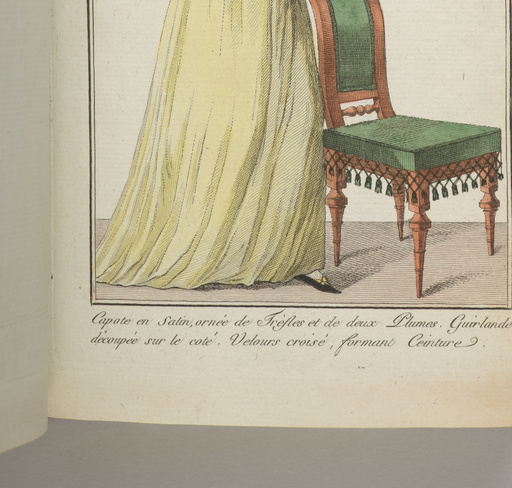 Capote en Satin, ornée de Trèfles et de deux Plumes. Guirlande
découpée sur le coté. Velours croisé, formant Ceinture.